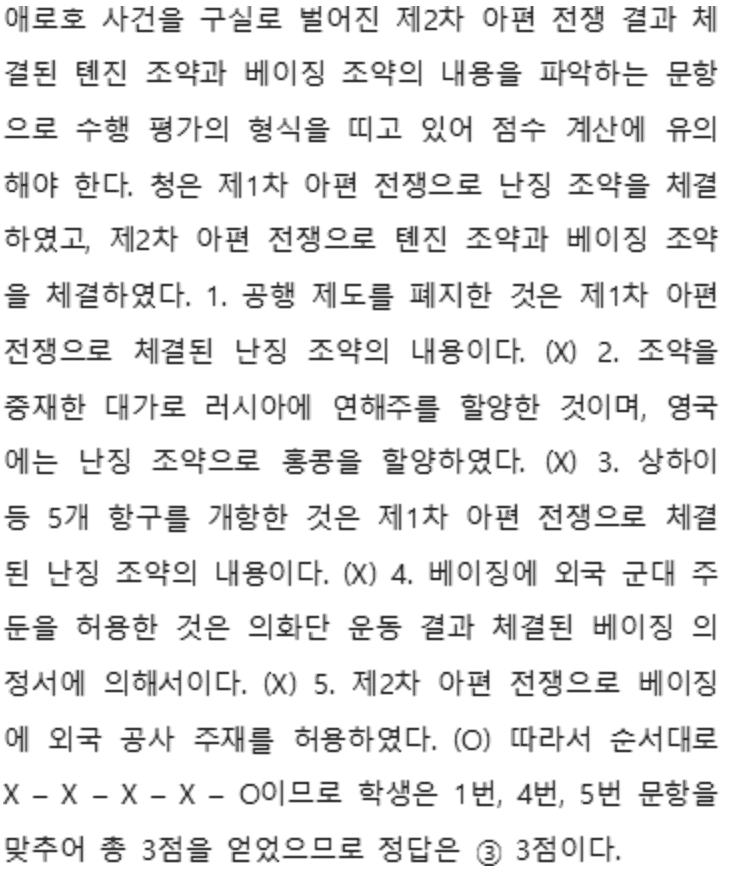 애로호 사건을 구실로 벌어진 제2차 아편 전쟁 결과 체
결된 톈진 조약과 베이징 조약의 내용을 파악하는 문항
으로 수행 평가의 형식을 띠고 있어 점수 계산에 유의
해야 한다. 청은 제1차 아편 전쟁으로 난징 조약을 체결
하였고, 제2차 아편 전쟁으로 톈진 조약과 베이징 조약
을 체결하였다. 1. 공행 제도를 폐지한 것은 제1차 아편
전쟁으로 체결된 난징 조약의 내용이다. (X) 2. 조약을
중재한 대가로 러시아에 연해주를 할양한 것이며, 영국
에는 난징 조약으로 홍콩을 할양하였다. (X) 3. 상하이
등 5개 항구를 개항한 것은 제1차 아편 전쟁으로 체결
된 난징 조약의 내용이다. (X) 4. 베이징에 외국 군대 주
둔을 허용한 것은 의화단 운동 결과 체결된 베이징 의
정서에 의해서이다. (X) 5. 제2차 아편 전쟁으로 베이징
에 외국 공사 주재를 허용하였다. (O) 따라서 순서대로
X – X – X – X – O이므로 학생은 1번, 4번, 5번 문항을
맞추어 총 3점을 얻었으므로 정답은 ③ 3점이다.